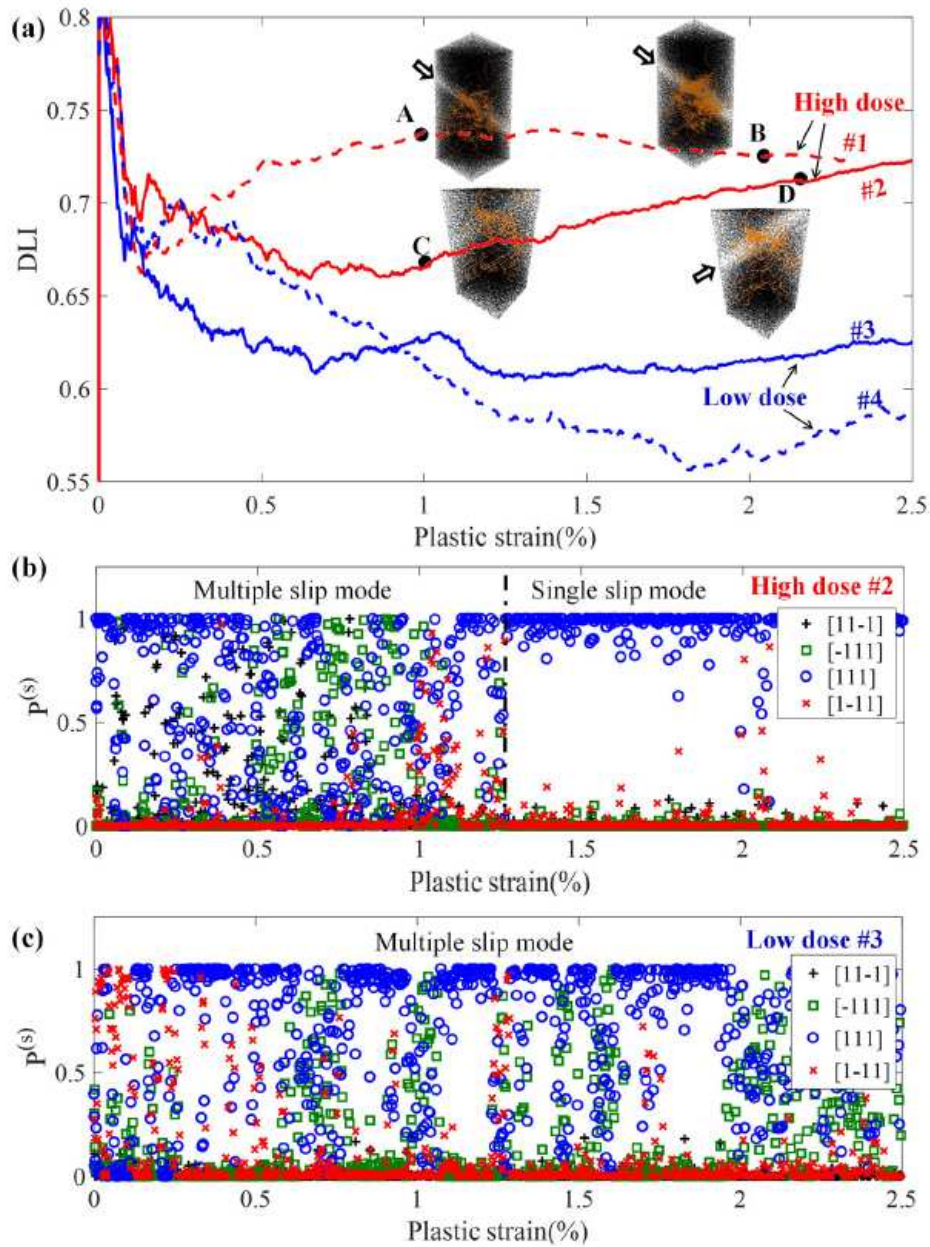 (a)
0.8
0.75
0.7
0.65
0.6
0.55
DLI
A
B
C
D
High dose
#1
#2
#3
Low dose
#4
0 0.5 1 1.5 2 2.5
Plastic strain(%)
(b)
Multiple slip mode Single slip mode High dose #2
1
0.5
0
P(s)
[11-1]
[-111]
[111]
[1-11]
0 0.5 1 1.5 2 2.5
Plastic strain(%)
(c)
Multiple slip mode Low dose #3
1
0.5
0
P(s)
[11-1]
[-111]
[111]
[1-11]
0 0.5 1 1.5 2 2.5
Plastic strain(%)